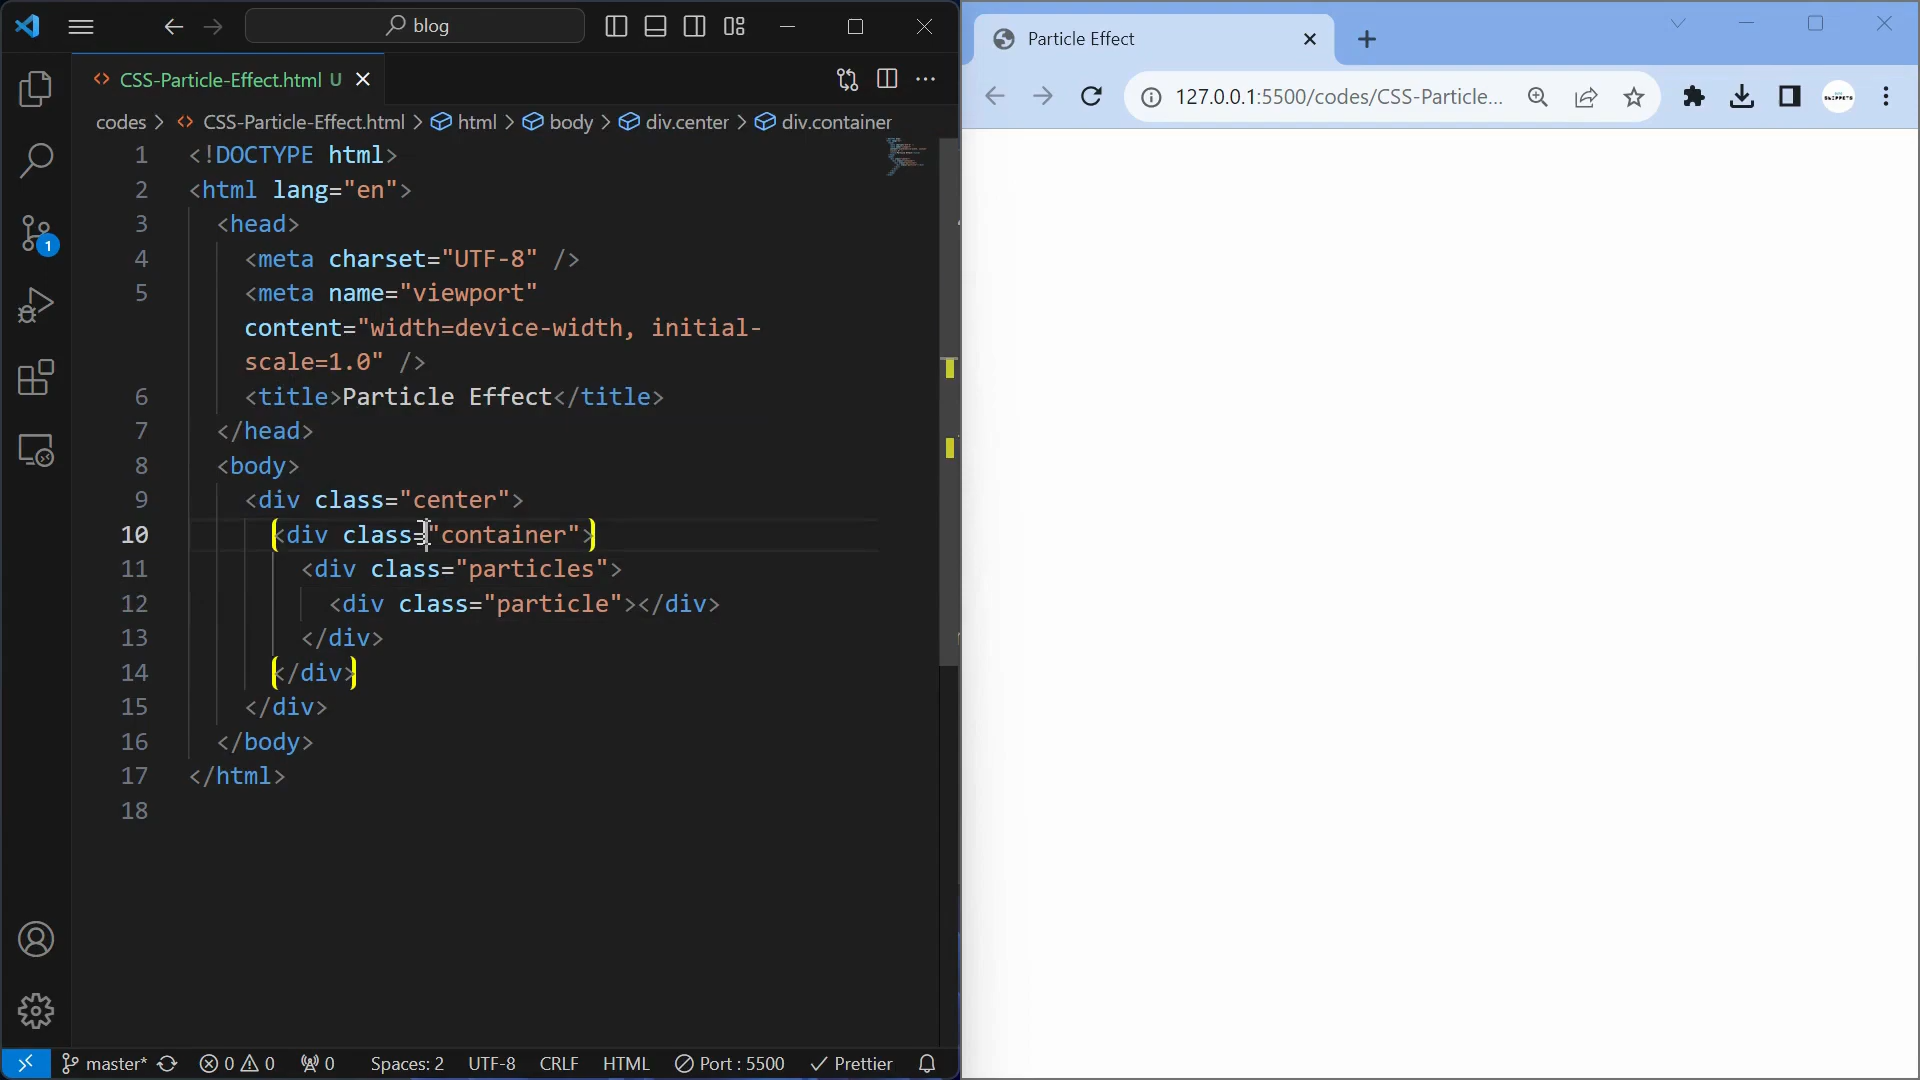 blog
CSS-Particle-Effect.html U
codes > CSS-Particle-Effect.html > html > body > div.center > div.container
1 <!DOCTYPE html>
2 <html lang="en">
3 <head>
4 <meta charset="UTF-8" />
5 <meta name="viewport"
content="width=device-width, initial-
scale=1.0" />
6 <title>Particle Effect</title>
7 </head>
8 <body>
9 <div class="center">
10 <div class="container">
11 <div class="particles">
12 <div class="particle"></div>
13 </div>
14 </div>
15 </div>
16 </body>
17 </html>
18
1
master* 0 0 0 Spaces: 2 UTF-8 CRLF HTML Port : 5500 Prettier
Particle Effect
127.0.0.1:5500/codes/CSS-Particle...
SNIPPETS